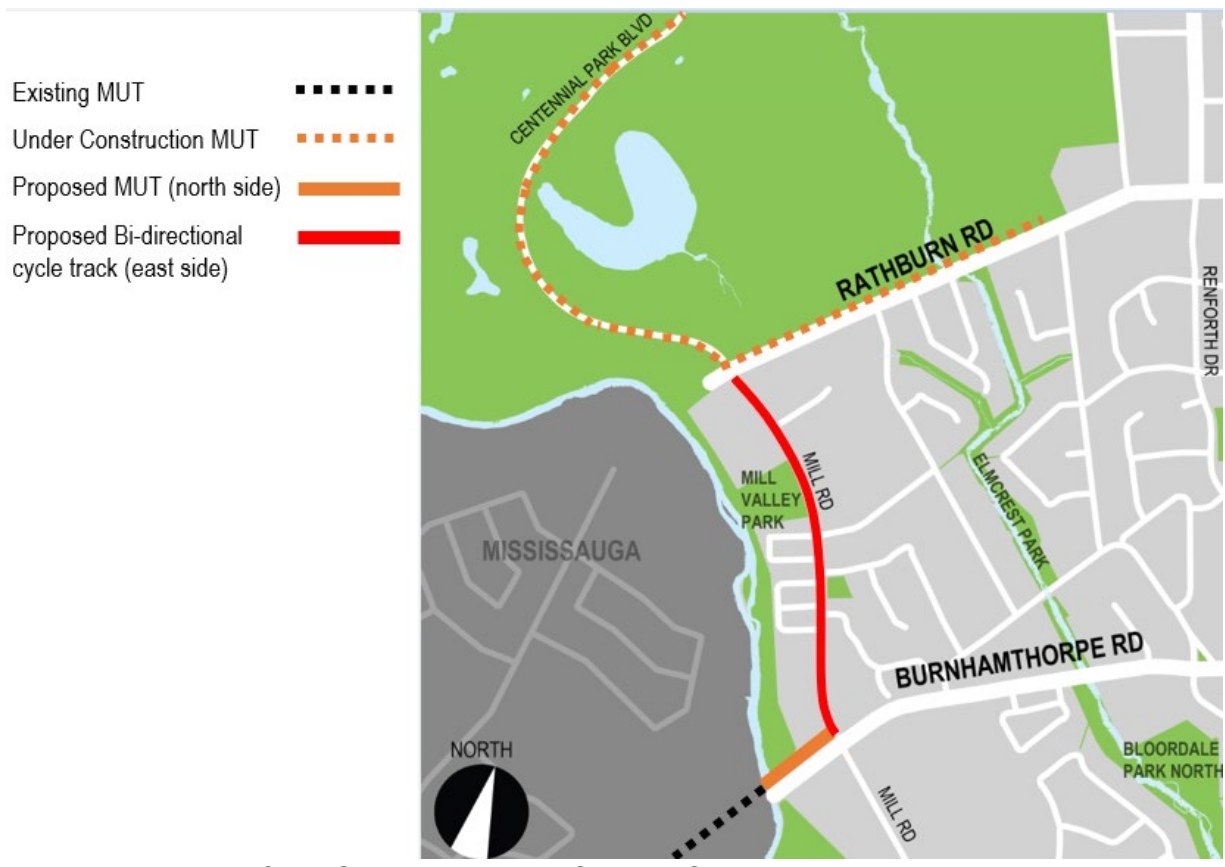 Existing MUT
Under Construction MUT
Proposed MUT (north side)
Proposed Bi-directional
cycle track (east side)
CENTENNIAL PARK BLVD
RATHBURN RD
RENFORTH DR
MILL RD
MILL
VALLEY
PARK
ELMCREST PARK
MISSISSAUGA
BURNHAMTHORPE RD
NORTH
BLOORDALE
PARK NORTH
MILL RD